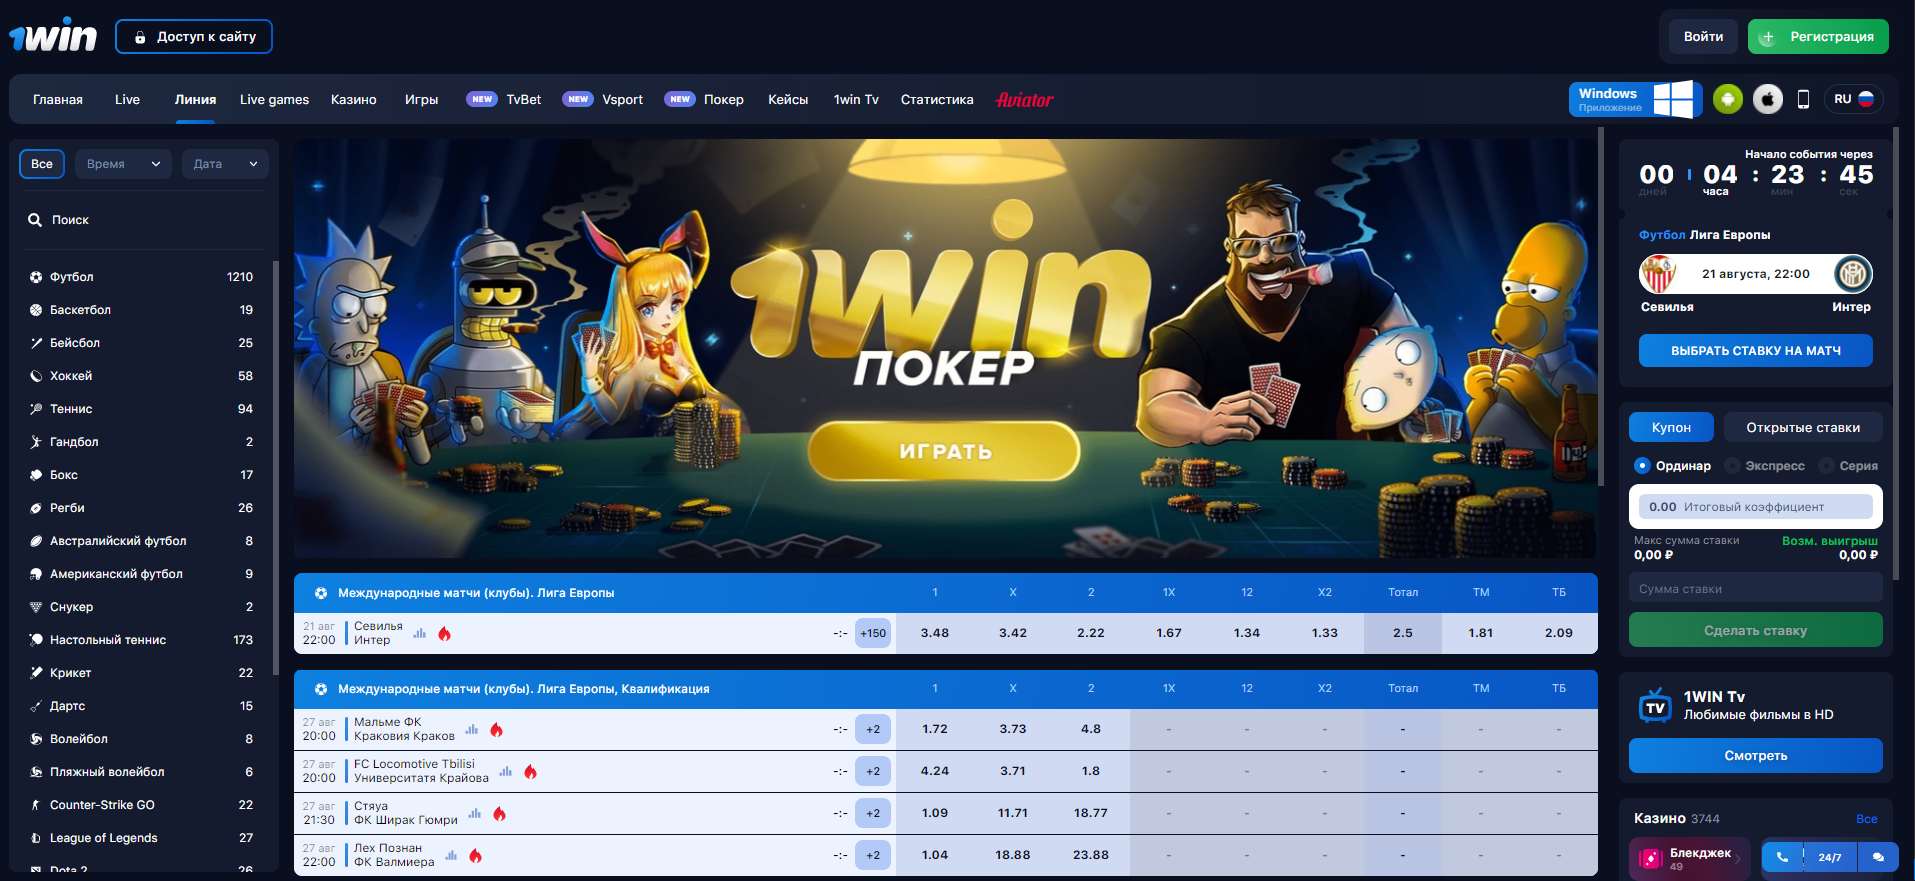 1win
Доступ к сайту
Войти
+ Регистрация
Главная
Live
Линия
Live games
Казино
Игры
NEW TvBet
NEW Vsport
NEW Покер
Кейсы
1win Tv
Статистика
Aviator
Windows
Приложение
RU
Все
Время
Дата
Поиск
Футбол 1210
Баскетбол 19
Бейсбол 25
Хоккей 58
Теннис 94
Гандбол 2
Бокс 17
Регби 26
Австралийский футбол 8
Американский футбол 9
Снукер 2
Настольный теннис 173
Крикет 22
Дартс 15
Волейбол 8
Пляжный волейбол 6
Counter-Strike GO 22
League of Legends 27
Dota 2 26
1win
ПОКЕР
ИГРАТЬ
Международные матчи (клубы). Лига Европы 1 X 2 1X 12 X2 Тотал ТМ ТБ
21 авг Севилья
22:00 Интер -:- +150 3.48 3.42 2.22 1.67 1.34 1.33 2.5 1.81 2.09
Международные матчи (клубы). Лига Европы, Квалификация 1 X 2 1X 12 X2 Тотал ТМ ТБ
27 авг Мальме ФК
20:00 Краковия Краков -:- +2 1.72 3.73 4.8 - - - - - -
27 авг FC Locomotive Tbilisi
20:00 Университатя Крайова -:- +2 4.24 3.71 1.8 - - - - - -
27 авг Стяуа
21:30 ФК Ширак Гюмри -:- +2 1.09 11.71 18.77 - - - - - -
27 авг Лех Познан
22:00 ФК Валмиера -:- +2 1.04 18.88 23.88 - - - - - -
Начало события через
00 04 : 23 : 45
дней часа мин сек
Футбол Лига Европы
21 августа, 22:00
Севилья Интер
ВЫБРАТЬ СТАВКУ НА МАТЧ
Купон Открытые ставки
Ординар Экспресс Серия
0.00 Итоговый коэффициент
Макс сумма ставки Возм. выигрыш
0,00 ₽ 0,00 ₽
Сумма ставки
Сделать ставку
TV
1WIN Tv
Любимые фильмы в HD
Смотреть
Казино 3744 Все
Блекджек
49
24/7